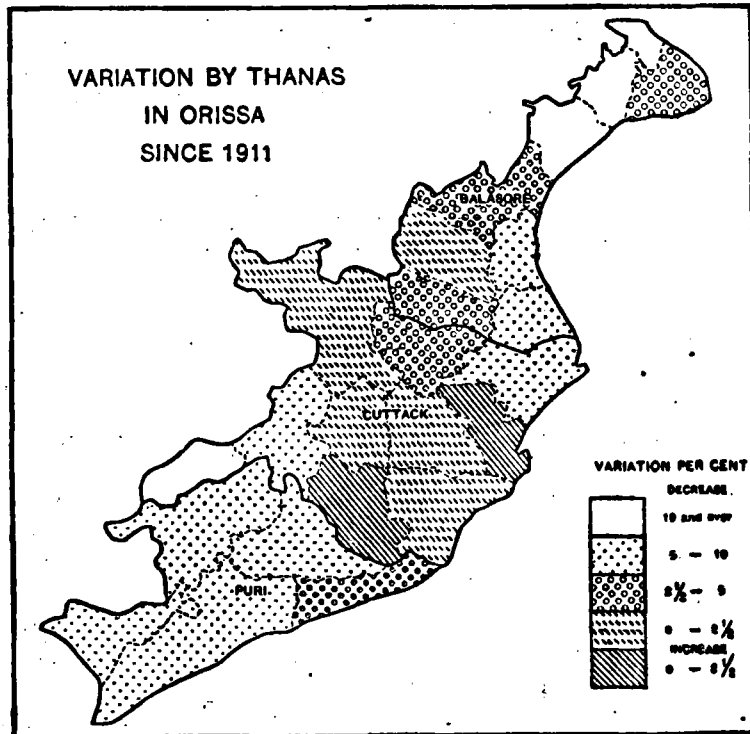 VARIATION BY THANAS
IN ORISSA
SINCE 1911
BALASORE
CUTTACK
PURI.
VARIATION PER CENT
DECREASE
10 and over
5 - 10
2½ - 5
0 - 2½
INCREASE
0 - 2½